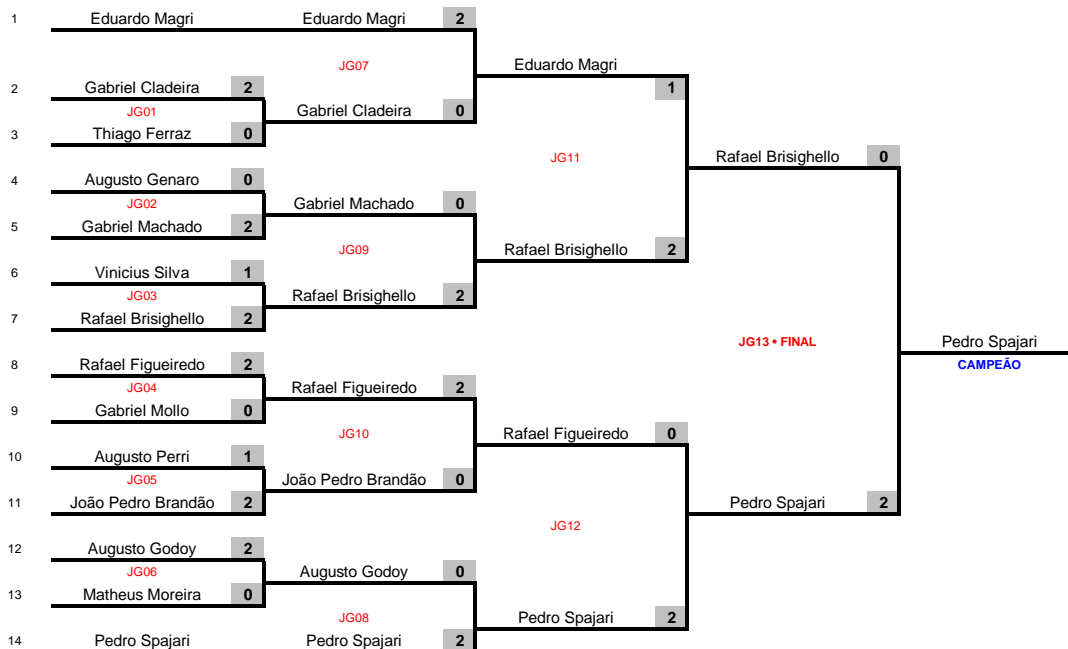 1 Eduardo Magri Eduardo Magri 2
JG07 Eduardo Magri
2 Gabriel Cladeira 2 1
JG01 Gabriel Cladeira 0
3 Thiago Ferraz 0
JG11 Rafael Brisighello 0
4 Augusto Genaro 0
JG02 Gabriel Machado 0
5 Gabriel Machado 2
JG09 Rafael Brisighello 2
6 Vinicius Silva 1
JG03 Rafael Brisighello 2
7 Rafael Brisighello 2
JG13 • FINAL Pedro Spajari
8 Rafael Figueiredo 2 CAMPEÃO
JG04 Rafael Figueiredo 2
9 Gabriel Mollo 0
JG10 Rafael Figueiredo 0
10 Augusto Perri 1
JG05 João Pedro Brandão 0
11 João Pedro Brandão 2 Pedro Spajari 2
JG12
12 Augusto Godoy 2
JG06 Augusto Godoy 0
13 Matheus Moreira 0
JG08 Pedro Spajari 2
14 Pedro Spajari Pedro Spajari 2